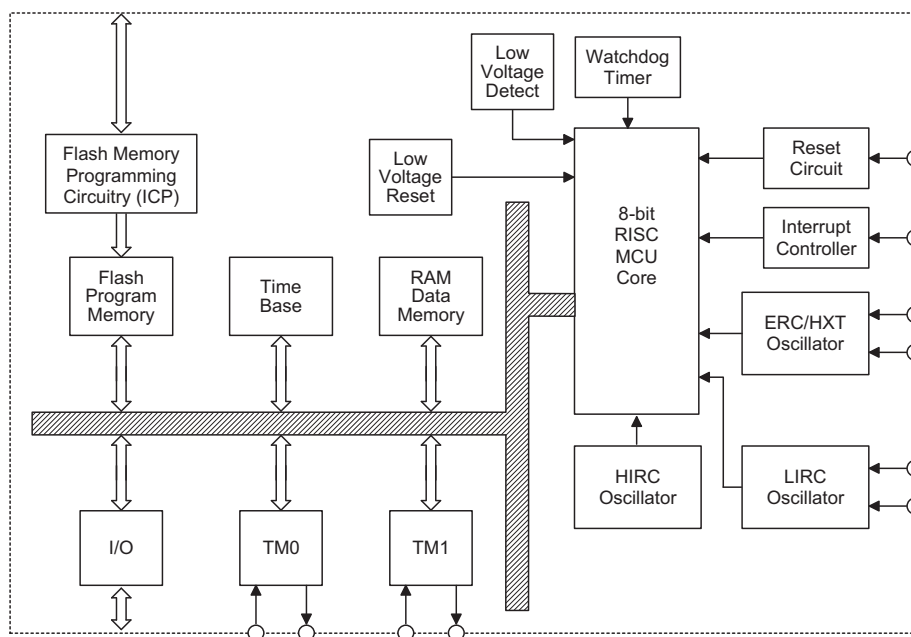 Low
Voltage
Detect
Watchdog
Timer
Flash Memory
Programming
Circuitry (ICP)
Low
Voltage
Reset
8-bit
RISC
MCU
Core
Reset
Circuit
Interrupt
Controller
Flash
Program
Memory
Time
Base
RAM
Data
Memory
ERC/HXT
Oscillator
HIRC
Oscillator
LIRC
Oscillator
I/O
TM0
TM1